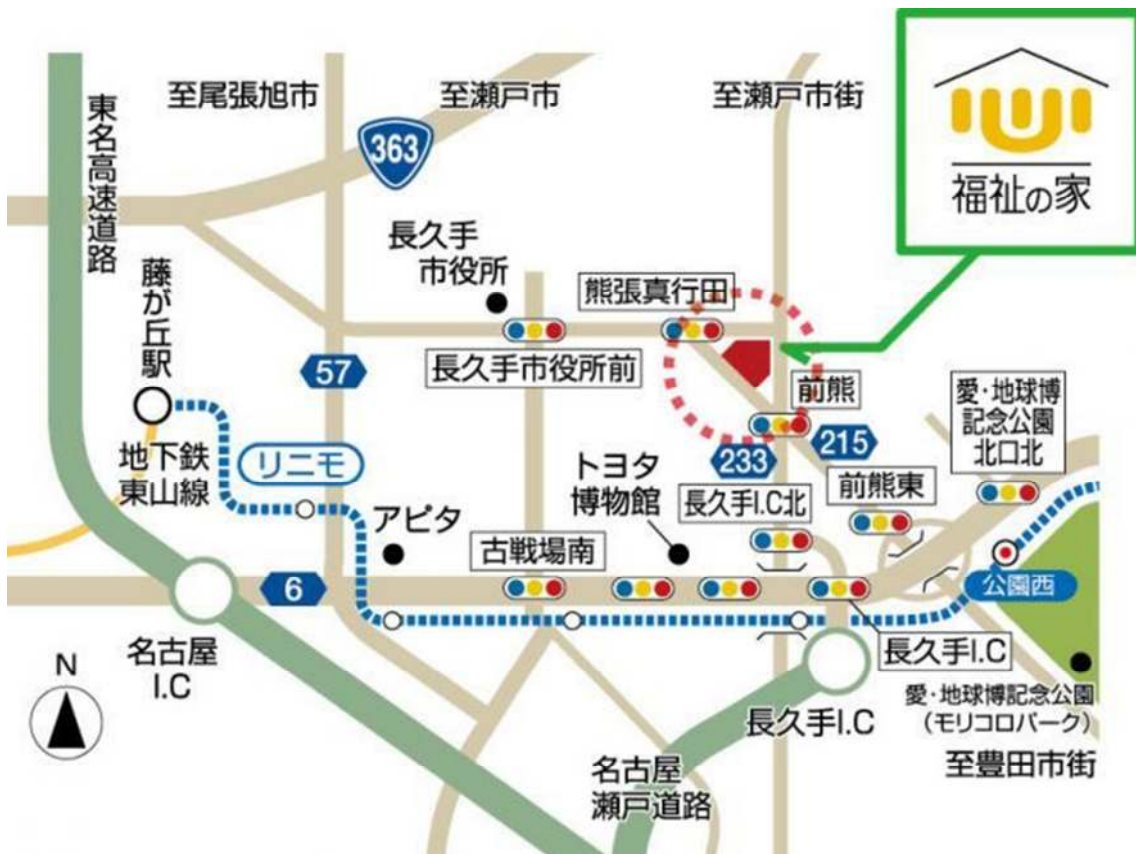 至尾張旭市
至瀬戸市
至瀬戸市街
福祉の家
東名高速道路
363
長久手
市役所
熊張真行田
藤が丘駅
長久手市役所前
57
前熊
愛・地球博
記念公園
北口北
地下鉄
東山線
リニモ
233
215
トヨタ
博物館
前熊東
長久手I.C北
アピタ
古戦場南
6
公園西
名古屋
I.C
長久手I.C
N
長久手I.C
愛・地球博記念公園
(モリコロパーク)
名古屋
瀬戸道路
至豊田市街